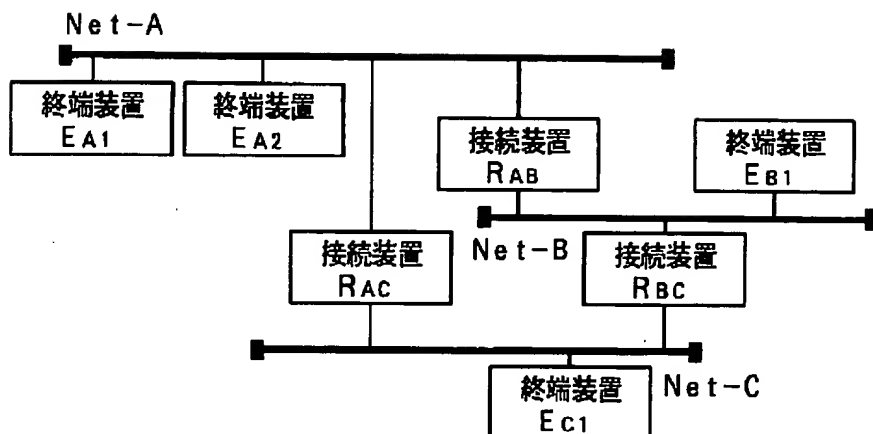 Net-A
終端装置
EA1
終端装置
EA2
接続装置
RAB
終端装置
EB1
Net-B
接続装置
RAC
接続装置
RBC
Net-C
終端装置
EC1